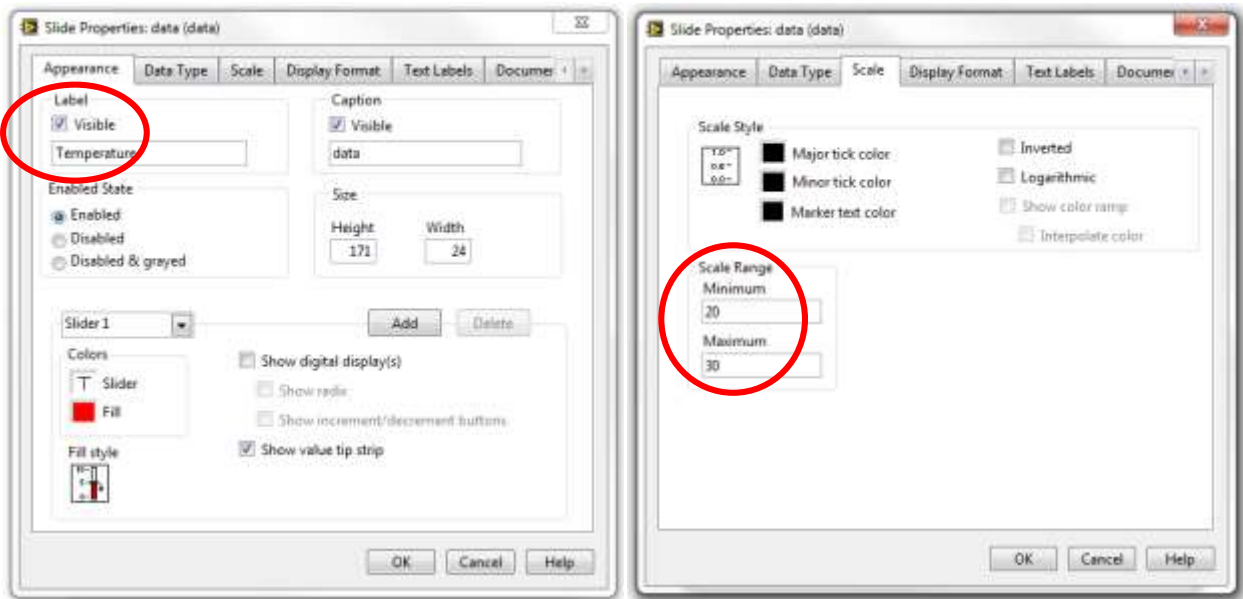 Slide Properties: data (data)
Appearance Data Type Scale Display Format Text Labels Documer
Label
Visible
Temperature
Caption
Visible
data
Enabled State
Enabled
Disabled
Disabled & grayed
Size
Height Width
171 24
Slider 1
Add Delete
Colors
Slider
Fill
Fill style
Show digital display(s)
Show radix
Show increment/decrement buttons
Show value tip strip
OK Cancel Help
Slide Properties: data (data)
Appearance Data Type Scale Display Format Text Labels Documer
Scale Style
Major tick color
Minor tick color
Marker text color
Inverted
Logarithmic
Show color ramp
Interpolate color
Scale Range
Minimum
20
Maximum
30
OK Cancel Help